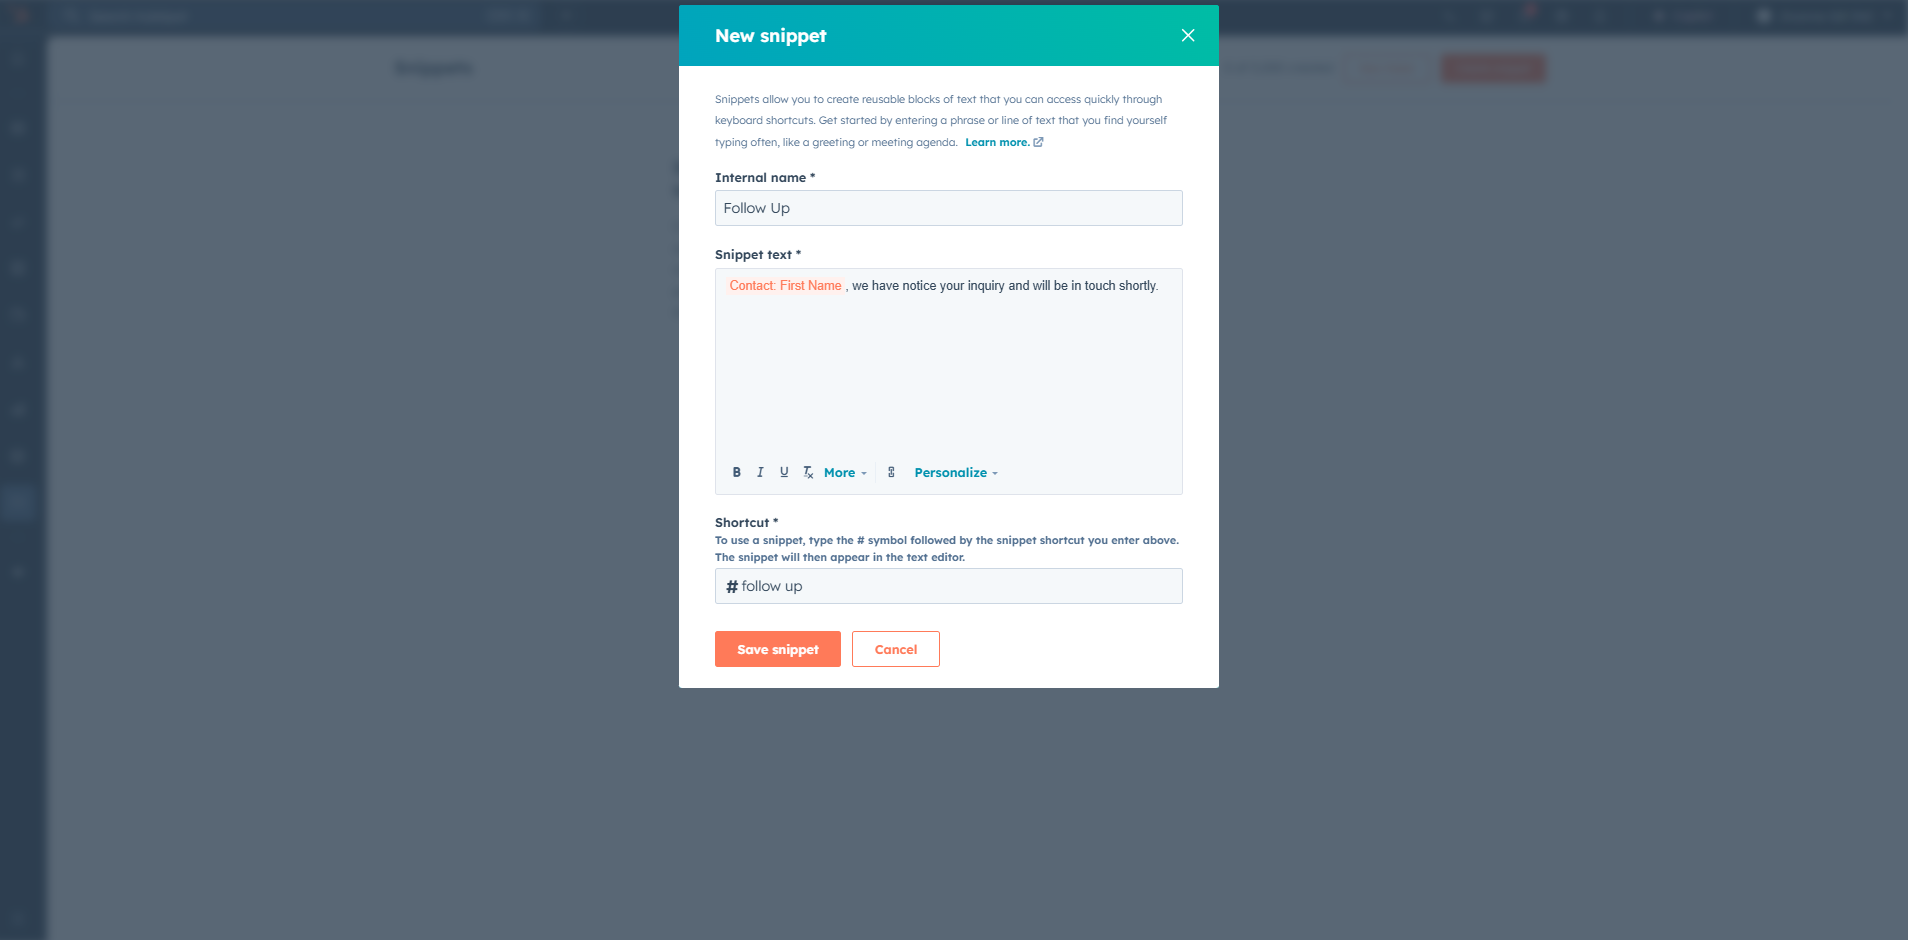 New snippet
Snippets
Snippets allow you to create reusable blocks of text that you can access quickly through
keyboard shortcuts. Get started by entering a phrase or line of text that you find yourself
typing often, like a greeting or meeting agenda. Learn more.
Internal name *
Follow Up
Snippet text *
Contact: First Name , we have notice your inquiry and will be in touch shortly.
B I U Tx More Personalize
Shortcut *
To use a snippet, type the # symbol followed by the snippet shortcut you enter above.
The snippet will then appear in the text editor.
# follow up
Save snippet Cancel